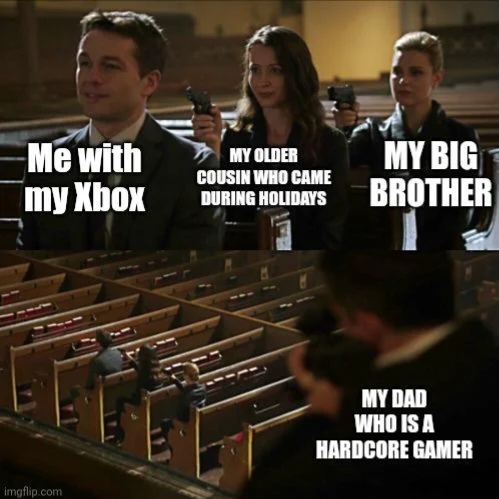 Me with
my Xbox
MY OLDER
COUSIN WHO CAME
DURING HOLIDAYS
MY BIG
BROTHER
MY DAD
WHO IS A
HARDCORE GAMER
imgflip.com